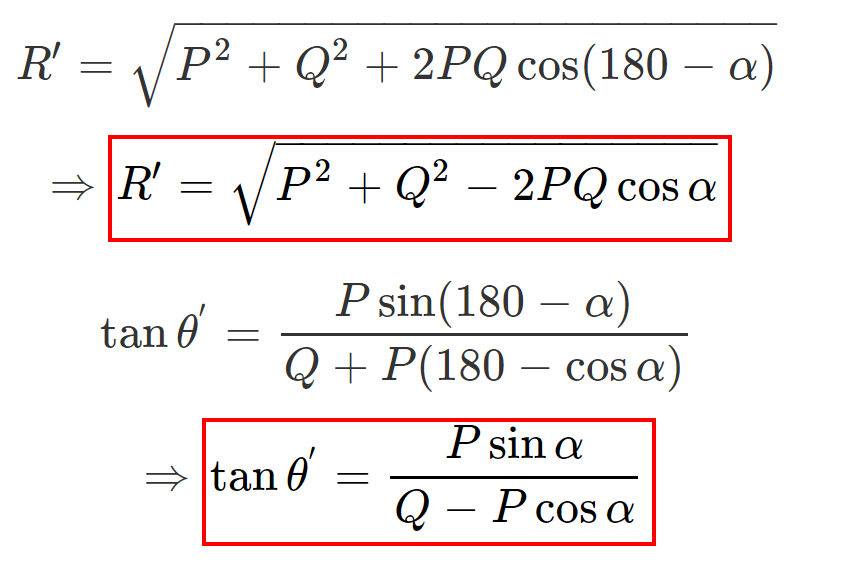 R′ = √(P² + Q² + 2PQ cos(180 − α))
⇒ R′ = √(P² + Q² − 2PQ cos α)
tan θ′ = P sin(180 − α) / Q + P(180 − cos α)
⇒ tan θ′ = P sin α / Q − P cos α